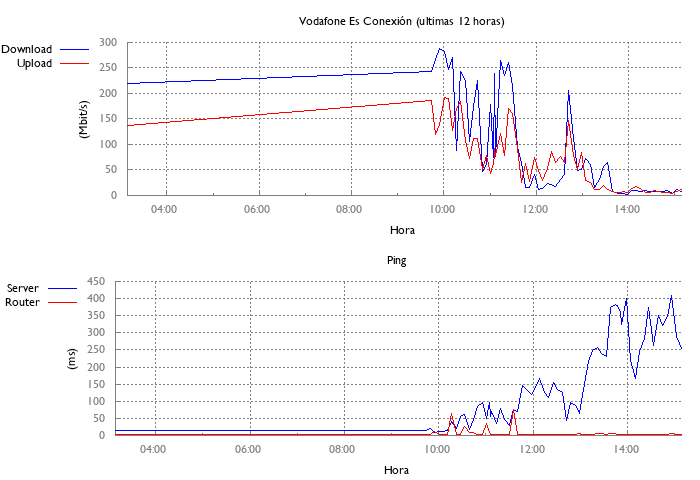 Vodafone Es Conexión (ultimas 12 horas)
Download
Upload
(Mbit/s)
300
250
200
150
100
50
0
04:00 06:00 08:00 10:00 12:00 14:00
Hora
Ping
Server
Router
(ms)
450
400
350
300
250
200
150
100
50
0
04:00 06:00 08:00 10:00 12:00 14:00
Hora